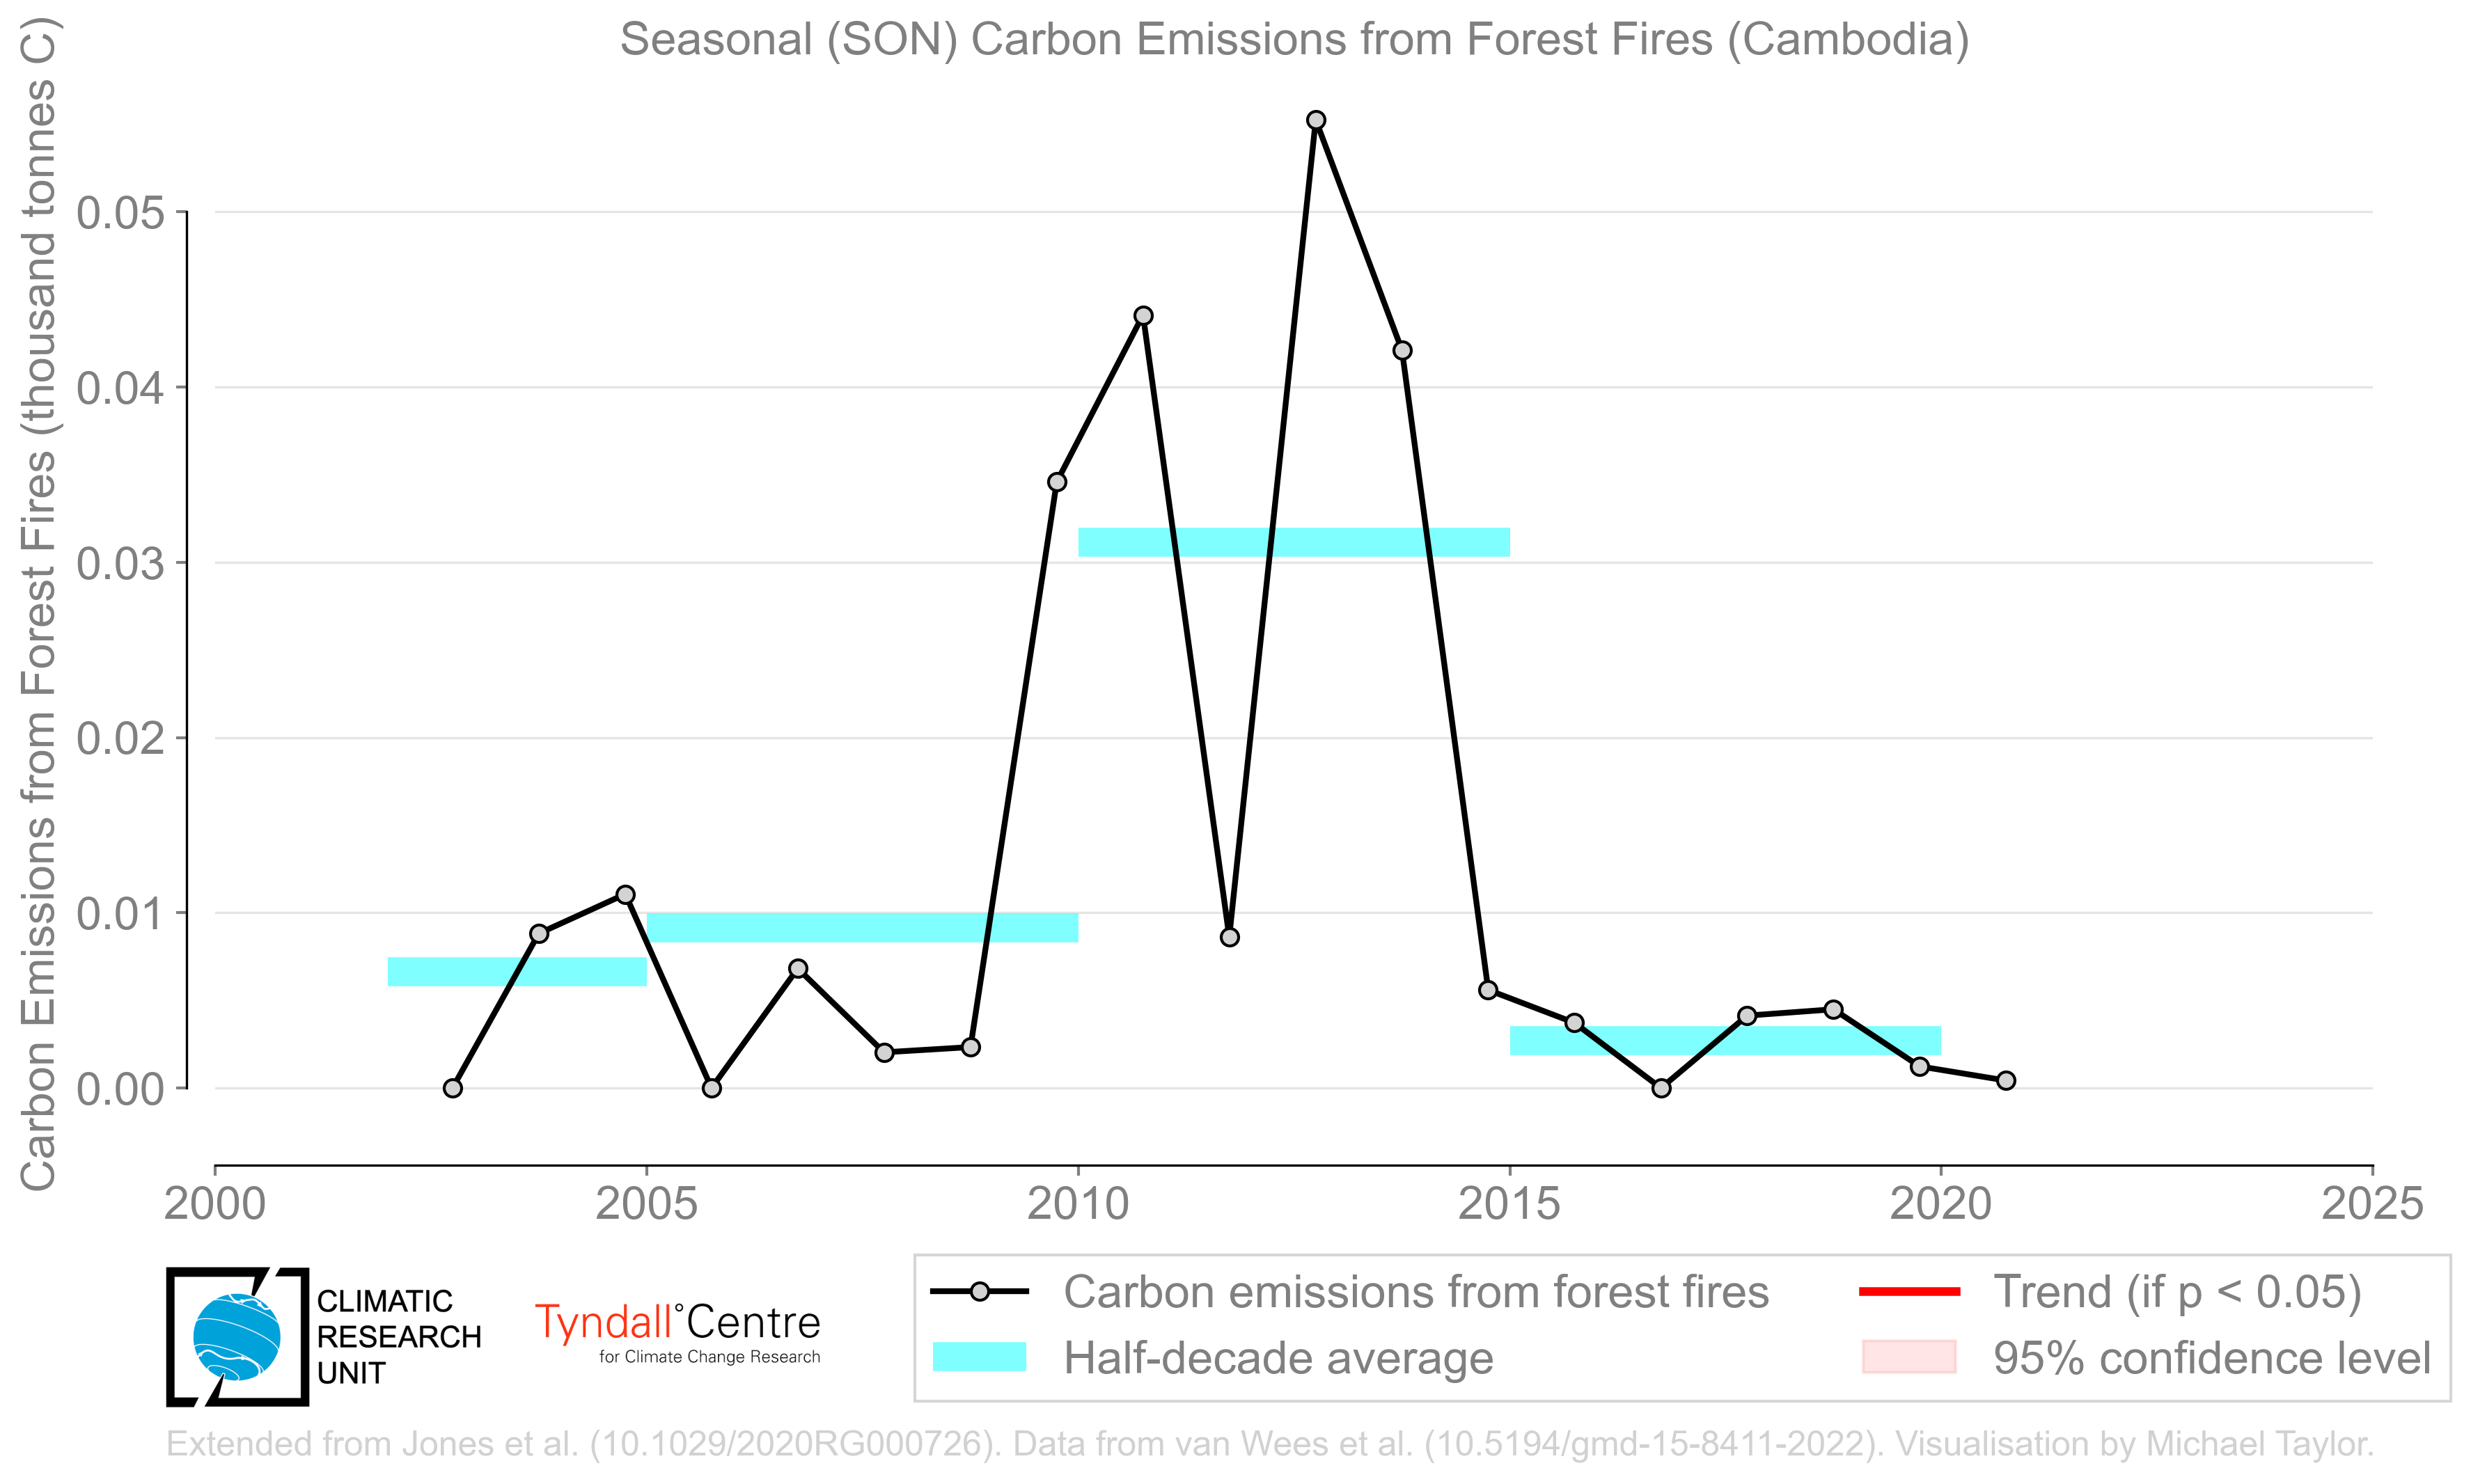 Seasonal (SON) Carbon Emissions from Forest Fires (Cambodia)
Carbon Emissions from Forest Fires (thousand tonnes C)
0.05
0.04
0.03
0.02
0.01
0.00
2000 2005 2010 2015 2020 2025
CLIMATIC
RESEARCH
UNIT
Tyndall°Centre
for Climate Change Research
Carbon emissions from forest fires
Half-decade average
Trend (if p < 0.05)
95% confidence level
Extended from Jones et al. (10.1029/2020RG000726). Data from van Wees et al. (10.5194/gmd-15-8411-2022). Visualisation by Michael Taylor.